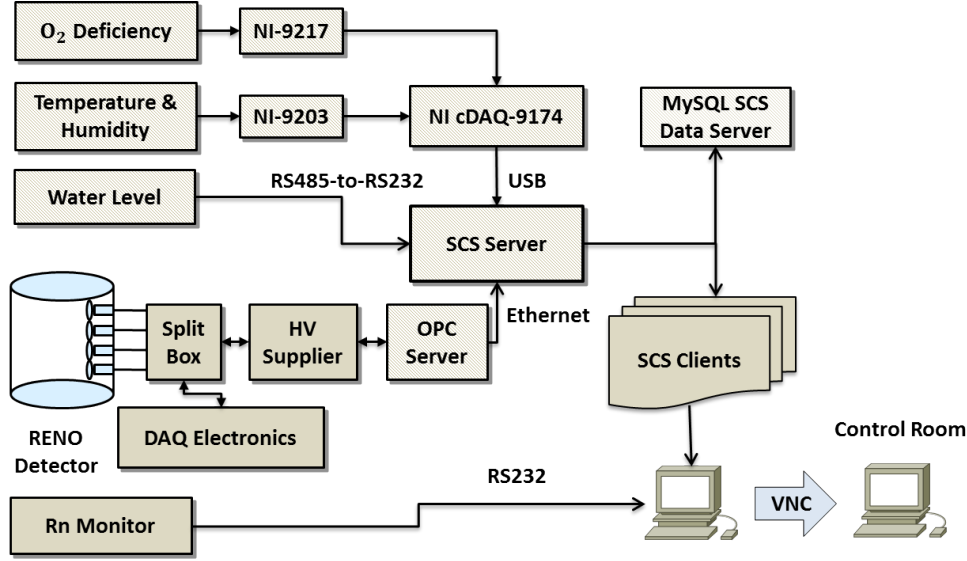 O₂ Deficiency
NI-9217
Temperature &
Humidity
NI-9203
NI cDAQ-9174
MySQL SCS
Data Server
Water Level
RS485-to-RS232
USB
SCS Server
Ethernet
Split
Box
HV
Supplier
OPC
Server
SCS Clients
DAQ Electronics
RENO
Detector
Control Room
RS232
Rn Monitor
VNC